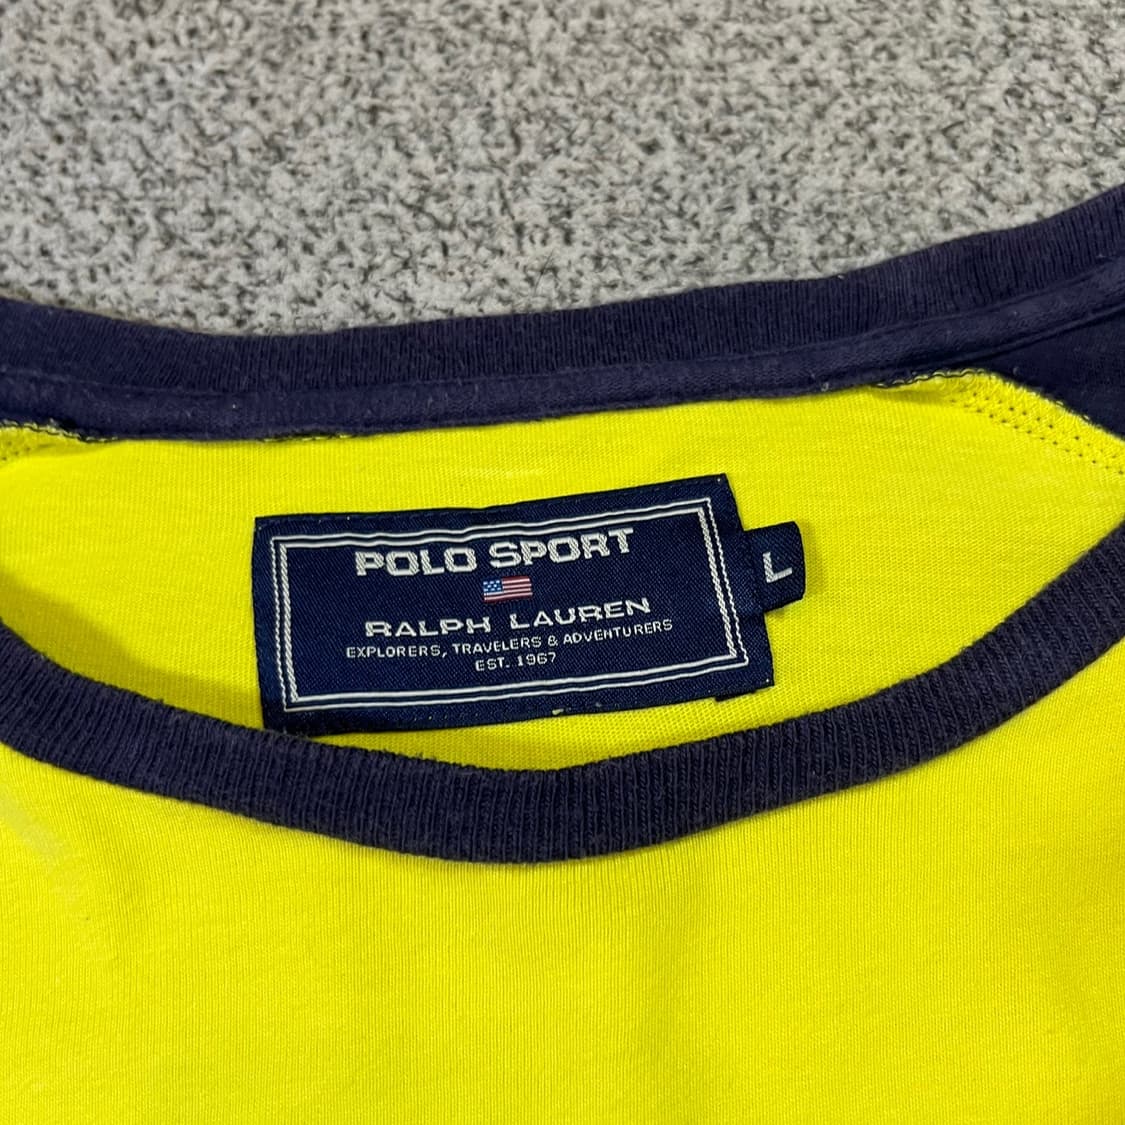 POLO SPORT
RALPH LAUREN
EXPLORERS, TRAVELERS & ADVENTURERS
EST. 1967
L